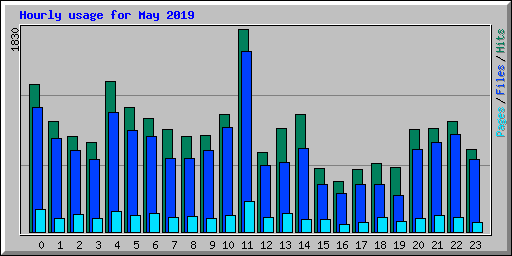 Hourly usage for May 2019
1830
Pages/Files/Hits
0 1 2 3 4 5 6 7 8 9 10 11 12 13 14 15 16 17 18 19 20 21 22 23